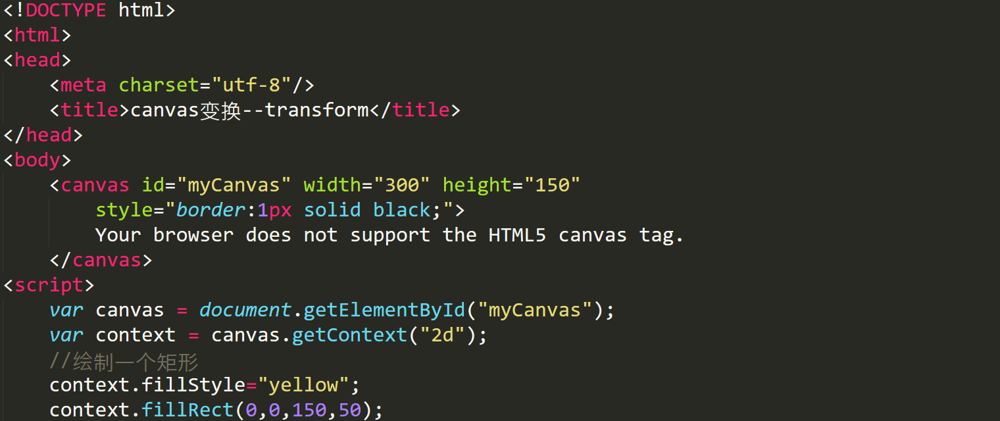 <!DOCTYPE html>
<html>
<head>
    <meta charset="utf-8"/>
    <title>canvas变换--transform</title>
</head>
<body>
    <canvas id="myCanvas" width="300" height="150"
        style="border:1px solid black;">
        Your browser does not support the HTML5 canvas tag.
    </canvas>
<script>
    var canvas = document.getElementById("myCanvas");
    var context = canvas.getContext("2d");
    //绘制一个矩形
    context.fillStyle="yellow";
    context.fillRect(0,0,150,50);